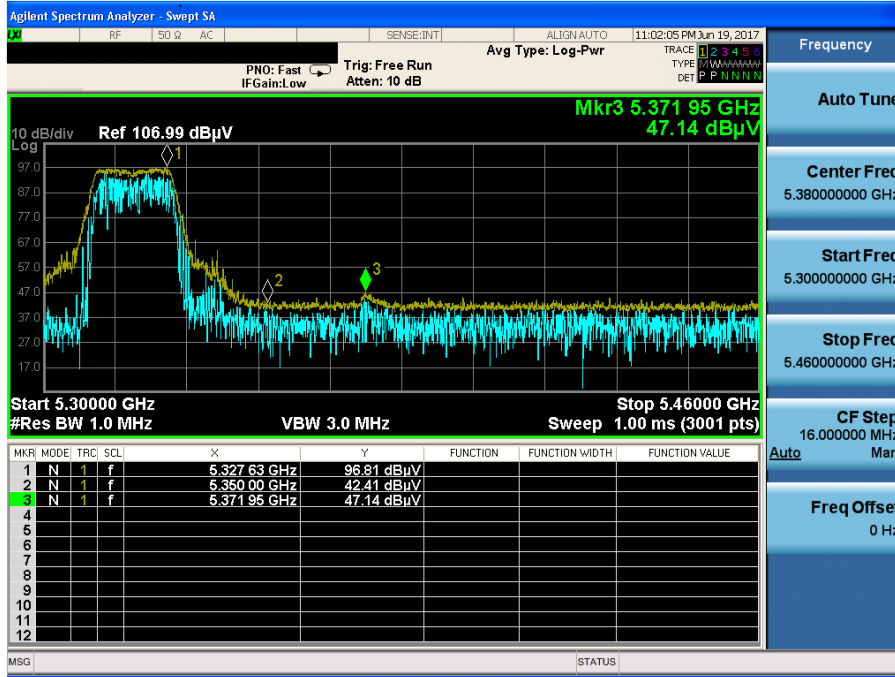 Agilent Spectrum Analyzer - Swept SA
LXI RF 50 Ω AC SENSE:INT ALIGN AUTO 11:02:05 PM Jun 19, 2017
Avg Type: Log-Pwr TRACE 1 2 3 4 5 6
PNO: Fast Trig: Free Run TYPE MWWWWW
IFGain:Low Atten: 10 dB DET P P N N N N
Mkr3 5.371 95 GHz
47.14 dBµV
10 dB/div Ref 106.99 dBµV
Log
97.0
87.0
77.0
67.0
57.0
47.0
37.0
27.0
17.0
1
2
3
Start 5.30000 GHz Stop 5.46000 GHz
#Res BW 1.0 MHz VBW 3.0 MHz Sweep 1.00 ms (3001 pts)
MKR MODE TRC SCL X Y FUNCTION FUNCTION WIDTH FUNCTION VALUE
1 N 1 f 5.327 63 GHz 96.81 dBµV
2 N 1 f 5.350 00 GHz 42.41 dBµV
3 N 1 f 5.371 95 GHz 47.14 dBµV
4
5
6
7
8
9
10
11
12
MSG STATUS
Frequency
Auto Tune
Center Freq
5.380000000 GHz
Start Freq
5.300000000 GHz
Stop Freq
5.460000000 GHz
CF Step
16.000000 MHz
Auto Man
Freq Offset
0 Hz